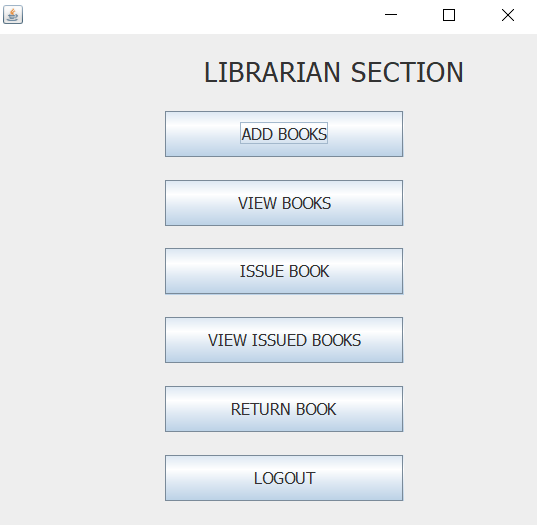 LIBRARIAN SECTION
ADD BOOKS
VIEW BOOKS
ISSUE BOOK
VIEW ISSUED BOOKS
RETURN BOOK
LOGOUT